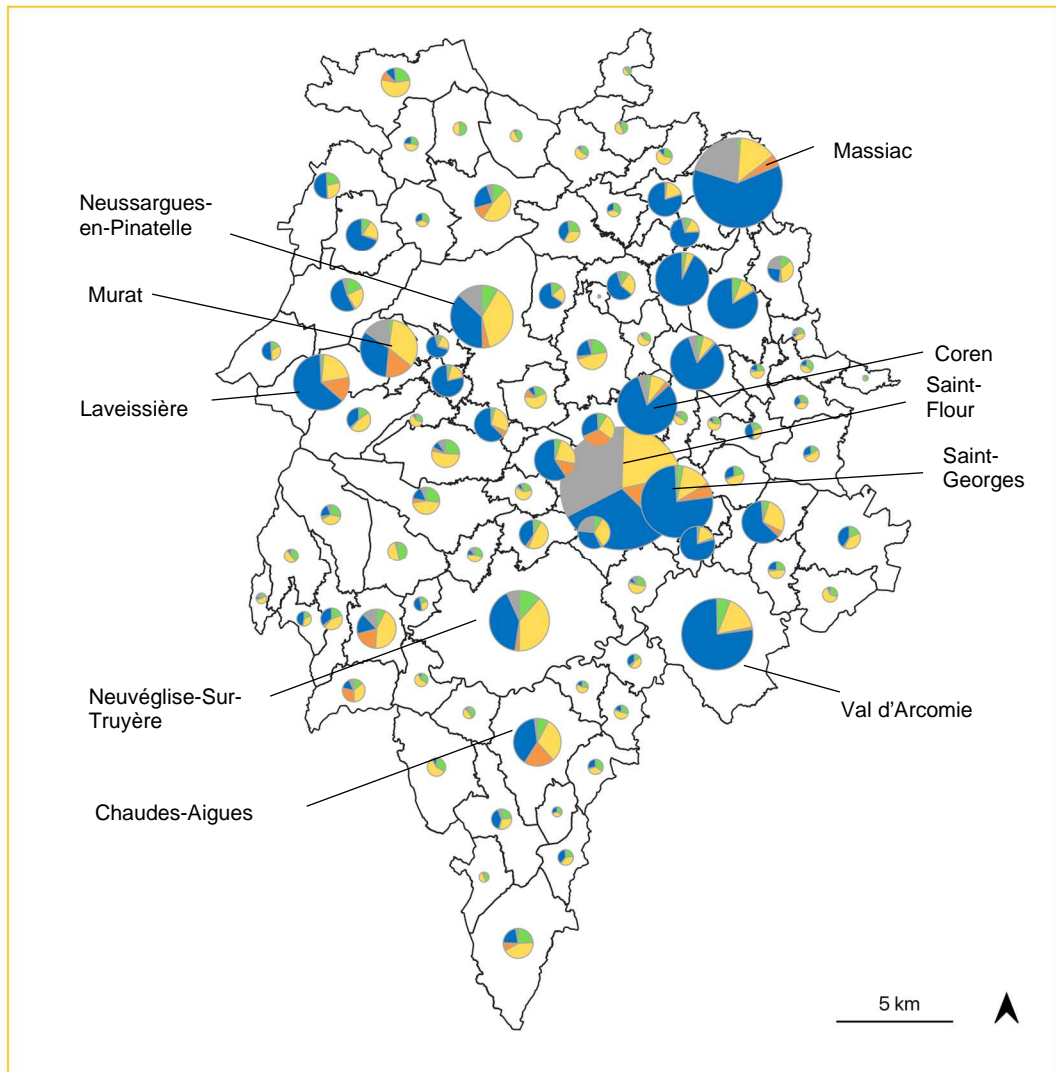 Massiac
Neussargues-
en-Pinatelle
Murat
Coren
Saint-
Flour
Laveissière
Saint-
Georges
Neuvéglise-Sur-
Truyère
Val d'Arcomie
Chaudes-Aigues
5 km